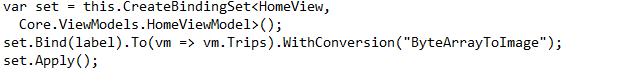 var set = this.CreateBindingSet<HomeView,
  Core.ViewModels.HomeViewModel>();
set.Bind(label).To(vm => vm.Trips).WithConversion("ByteArrayToImage");
set.Apply();